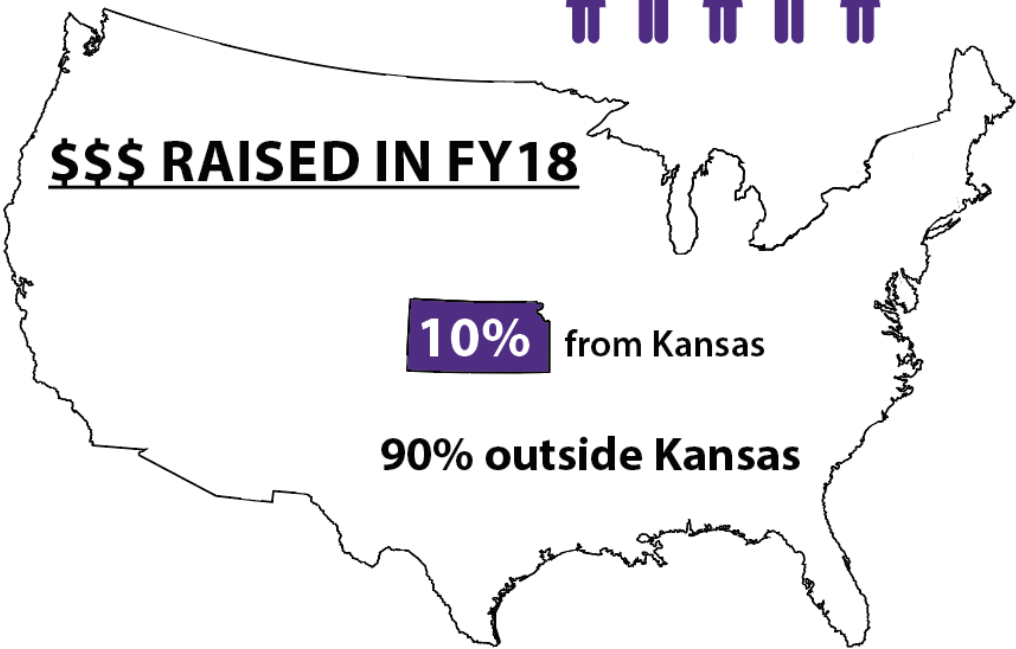 $$$ RAISED IN FY18
10% from Kansas
90% outside Kansas